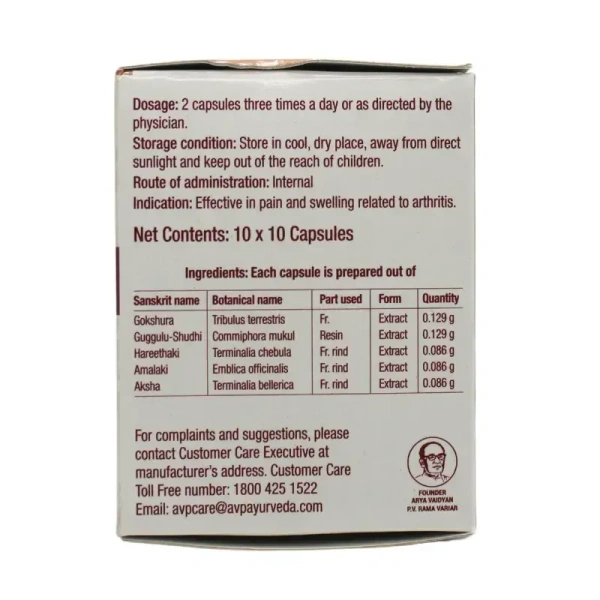 Dosage: 2 capsules three times a day or as directed by the
physician.
Storage condition: Store in cool, dry place, away from direct
sunlight and keep out of the reach of children.
Route of administration: Internal
Indication: Effective in pain and swelling related to arthritis.
Net Contents: 10 x 10 Capsules
Ingredients: Each capsule is prepared out of
Sanskrit name Botanical name Part used Form Quantity
Gokshura Tribulus terrestris Fr. Extract 0.129 g
Guggulu-Shudhi Commiphora mukul Resin Extract 0.129 g
Hareethaki Terminalia chebula Fr. rind Extract 0.086 g
Amalaki Emblica officinalis Fr. rind Extract 0.086 g
Aksha Terminalia bellerica Fr. rind Extract 0.086 g
For complaints and suggestions, please
contact Customer Care Executive at
manufacturer's address. Customer Care
Toll Free number: 1800 425 1522
Email: avpcare@avpayurveda.com
FOUNDER
ARYA VAIDYAN
P.V. RAMA VARIAR